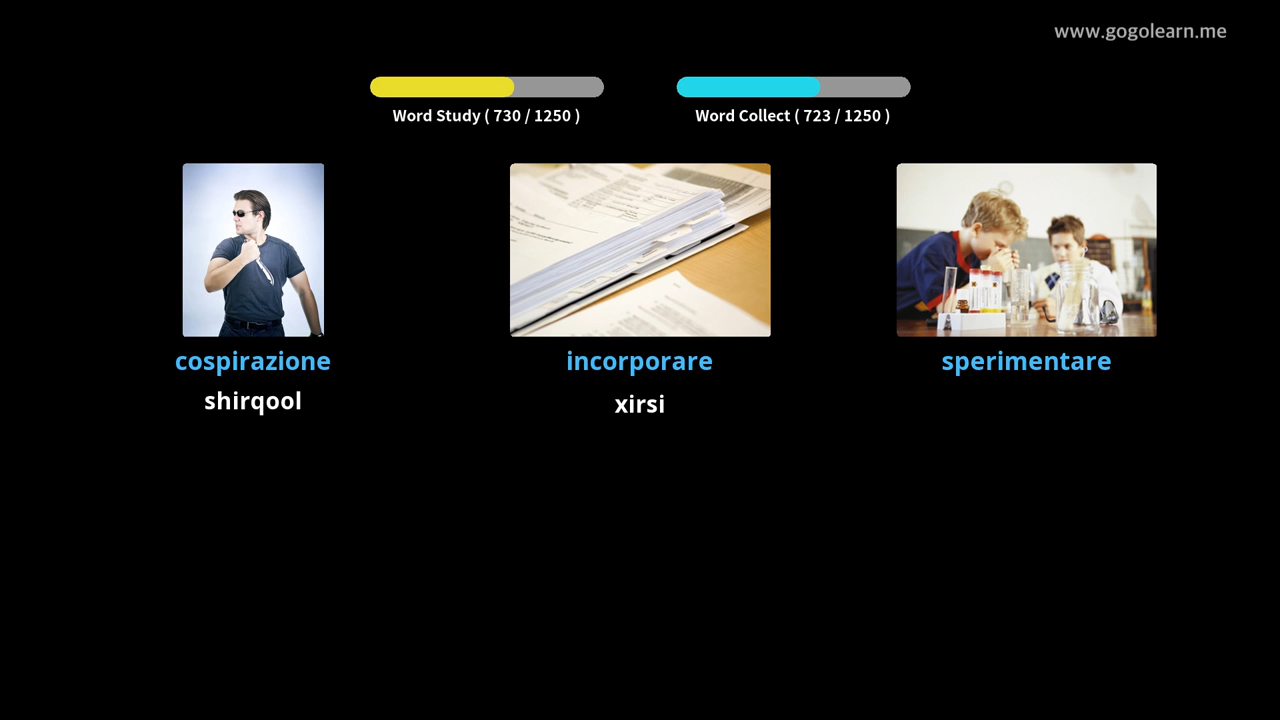 www.gogolearn.me
Word Study ( 730 / 1250 )
Word Collect ( 723 / 1250 )
cospirazione
incorporare
sperimentare
shirqool
xirsi